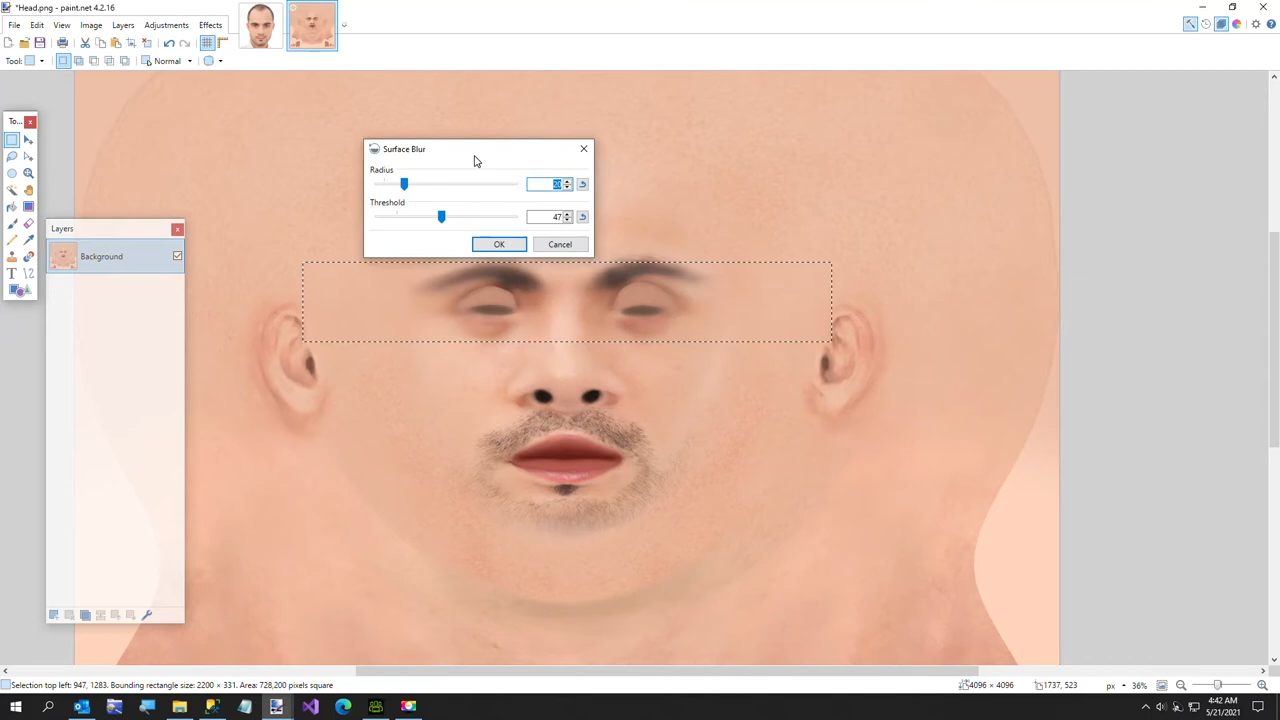 *Head.png - paint.net 4.2.16
File Edit View Image Layers Adjustments Effects
Tool: Normal
To... x
Surface Blur
Radius
20
Threshold
47
OK Cancel
Layers x
Background
Selection top left: 947, 1283. Bounding rectangle size: 2200 × 331. Area: 728,200 pixels square
4096 × 4096
1737, 523
px
36%
4:42 AM
5/21/2021